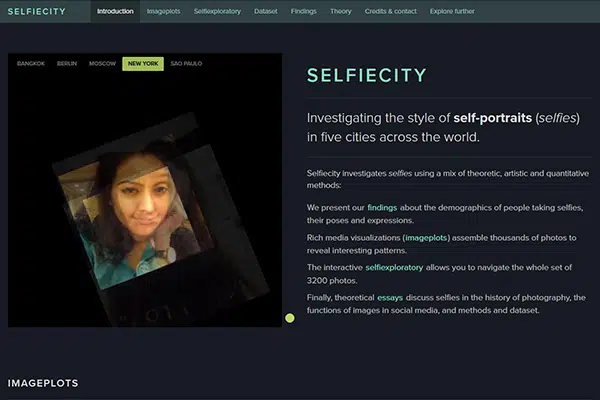 SELFIECITY
Introduction Imageplots Selfiexploratory Dataset Findings Theory Credits & contact Explore further
BANGKOK BERLIN MOSCOW NEW YORK SAO PAULO
SELFIECITY
Investigating the style of self-portraits (selfies)
in five cities across the world.
Selfiecity investigates selfies using a mix of theoretic, artistic and quantitative
methods:
We present our findings about the demographics of people taking selfies,
their poses and expressions.
Rich media visualizations (imageplots) assemble thousands of photos to
reveal interesting patterns.
The interactive selfiexploratory allows you to navigate the whole set of
3200 photos.
Finally, theoretical essays discuss selfies in the history of photography, the
functions of images in social media, and methods and dataset.
IMAGEPLOTS